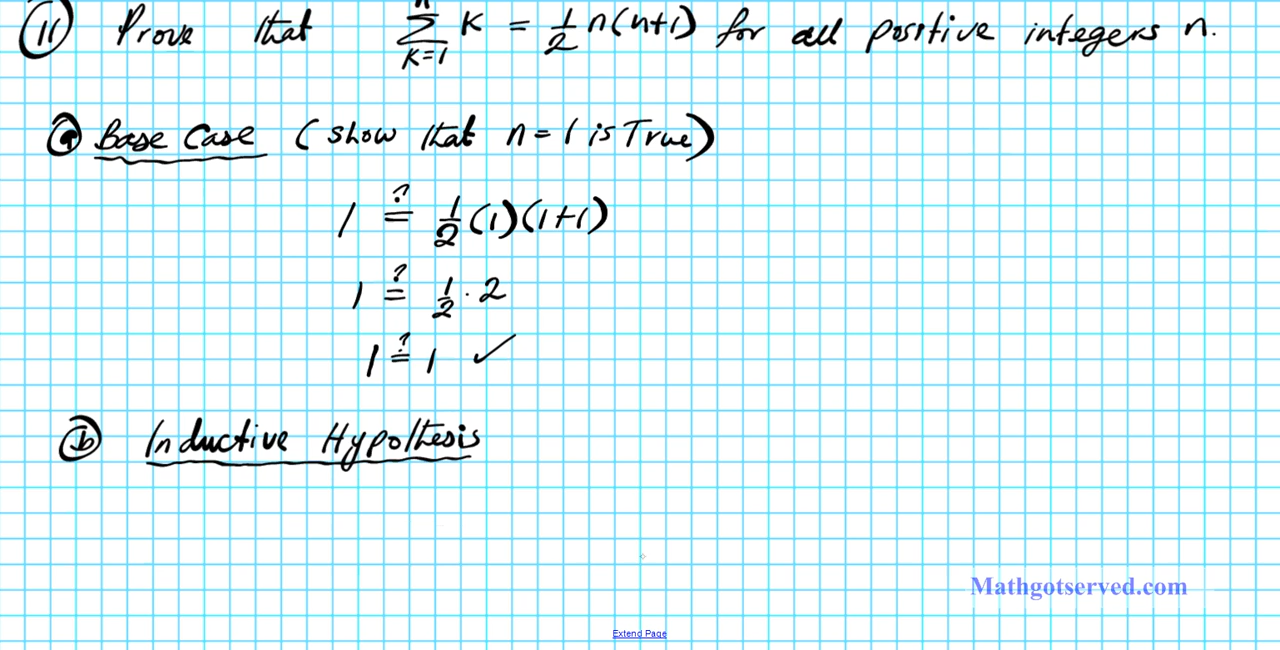 (11) Prove that n∑k=1 K = 1/2 n(n+1) for all positive integers n.
(a) Base Case (show that n=1 is True)
1 ?= 1/2(1)(1+1)
1 ?= 1/2 · 2
1 ?= 1 ✓
(b) Inductive Hypothesis
Mathgotserved.com
Extend Page